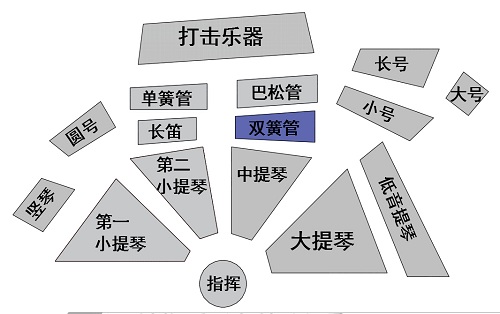 打击乐器
长号
单簧管
巴松管
大号
小号
圆号
长笛
双簧管
第二
小提琴
中提琴
竖琴
第一
小提琴
大提琴
低音提琴
指挥